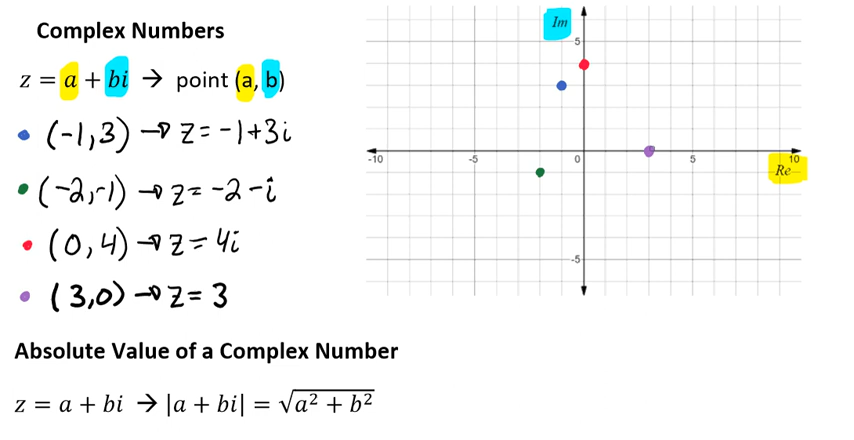 Complex Numbers
z = a + bi → point (a, b)
(-1,3) → z = -1+3i
(-2,-1) → z = -2-i
(0,4) → z = 4i
(3,0) → z = 3
Absolute Value of a Complex Number
z = a + bi → |a + bi| = √a² + b²
Im
5
-10 -5 0 5 10
Re
-5